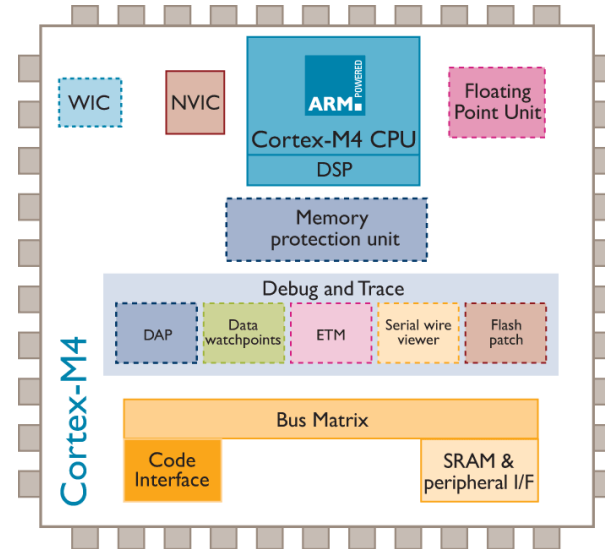 WIC
NVIC
ARM
POWERED
Cortex-M4 CPU
DSP
Floating
Point Unit
Memory
protection unit
Debug and Trace
DAP
Data
watchpoints
ETM
Serial wire
viewer
Flash
patch
Cortex-M4
Bus Matrix
Code
Interface
SRAM &
peripheral I/F